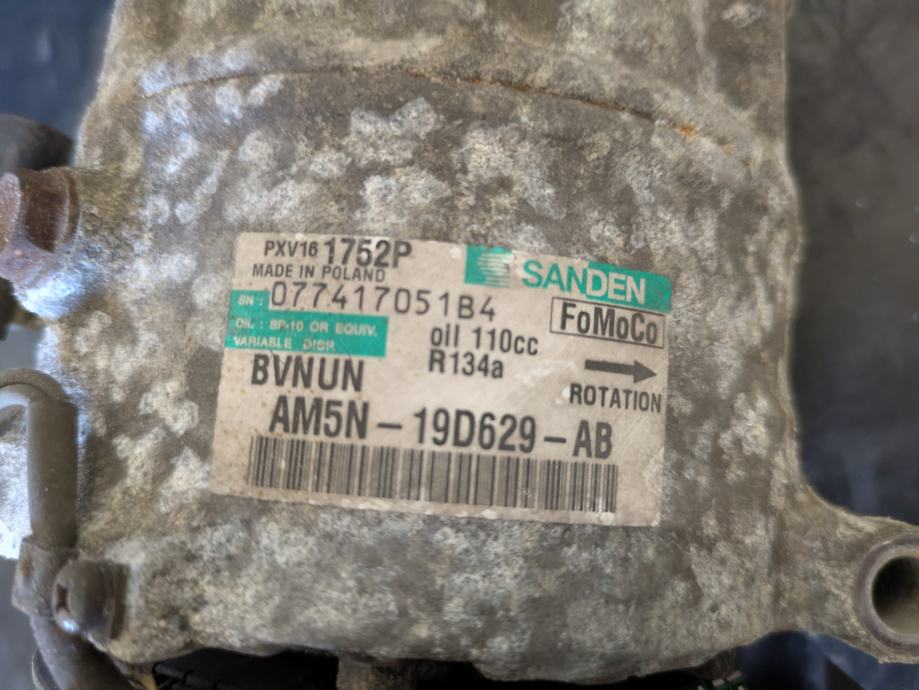 PXV16 1752P
SANDEN
MADE IN POLAND
SN: 077417051B4
FoMoCo
OIL : SP-10 OR EQUIV.
VARIABLE DISP.
oil 110cc
R134a
ROTATION
BVNUN
AM5N-19D629-AB